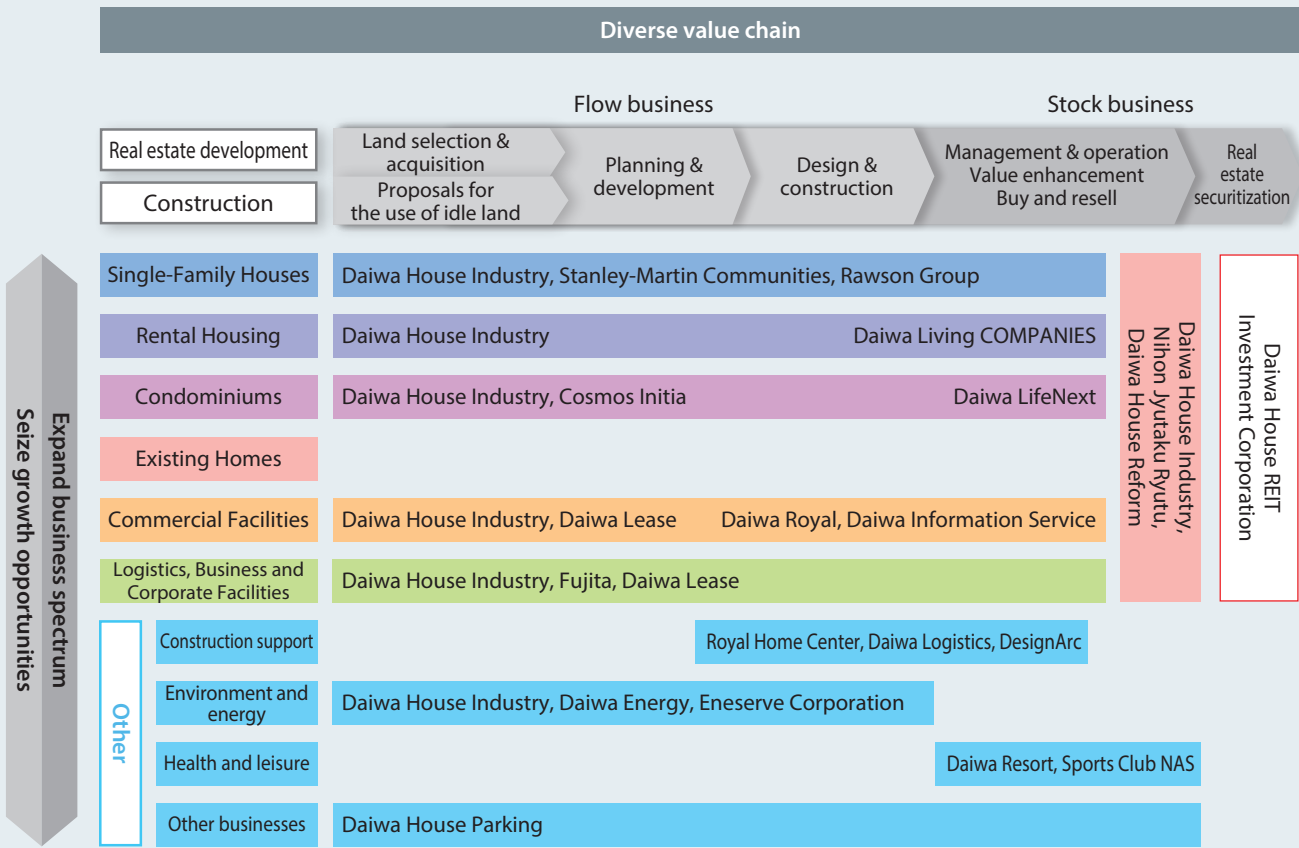 Diverse value chain
Flow business
Stock business
Real estate development
Construction
Land selection &
acquisition
Proposals for
the use of idle land
Planning &
development
Design &
construction
Management & operation
Value enhancement
Buy and resell
Real
estate
securitization
Expand business spectrum
Seize growth opportunities
Single-Family Houses
Daiwa House Industry, Stanley-Martin Communities, Rawson Group
Rental Housing
Daiwa House Industry
Daiwa Living COMPANIES
Condominiums
Daiwa House Industry, Cosmos Initia
Daiwa LifeNext
Existing Homes
Commercial Facilities
Daiwa House Industry, Daiwa Lease
Daiwa Royal, Daiwa Information Service
Logistics, Business and
Corporate Facilities
Daiwa House Industry, Fujita, Daiwa Lease
Daiwa House Industry,
Nihon Jyutaku Ryutu,
Daiwa House Reform
Daiwa House REIT
Investment Corporation
Other
Construction support
Royal Home Center, Daiwa Logistics, DesignArc
Environment and
energy
Daiwa House Industry, Daiwa Energy, Eneserve Corporation
Health and leisure
Daiwa Resort, Sports Club NAS
Other businesses
Daiwa House Parking